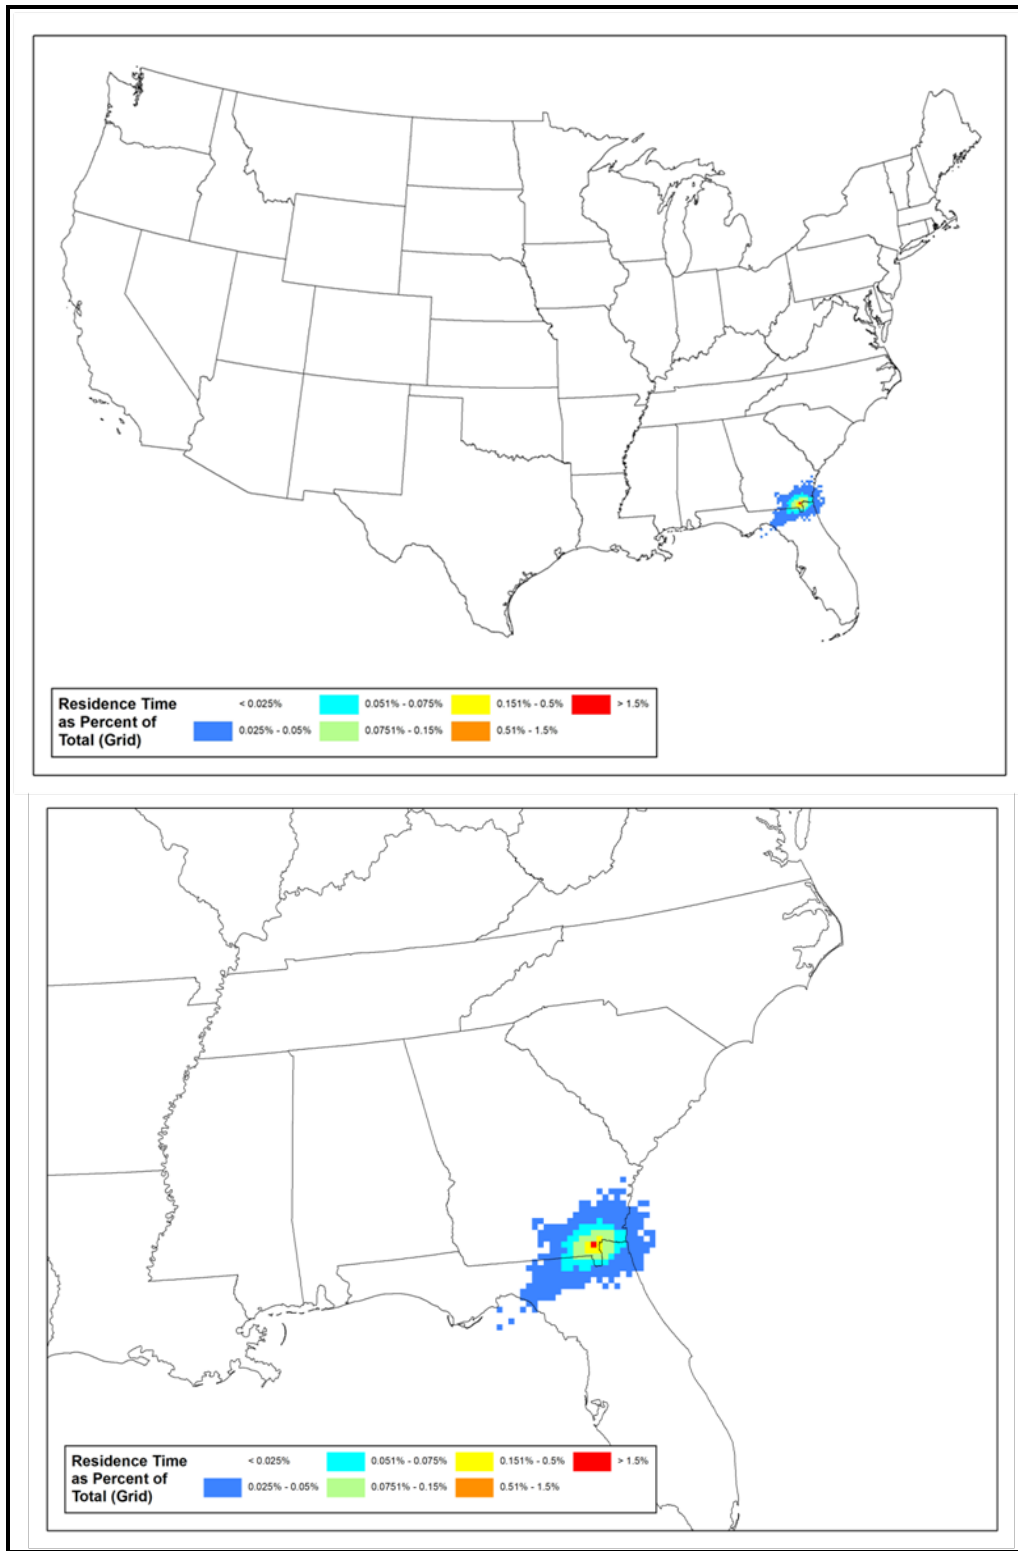 Residence Time
as Percent of
Total (Grid)
< 0.025%
0.051% - 0.075%
0.151% - 0.5%
> 1.5%
0.025% - 0.05%
0.0751% - 0.15%
0.51% - 1.5%
Residence Time
as Percent of
Total (Grid)
< 0.025%
0.051% - 0.075%
0.151% - 0.5%
> 1.5%
0.025% - 0.05%
0.0751% - 0.15%
0.51% - 1.5%